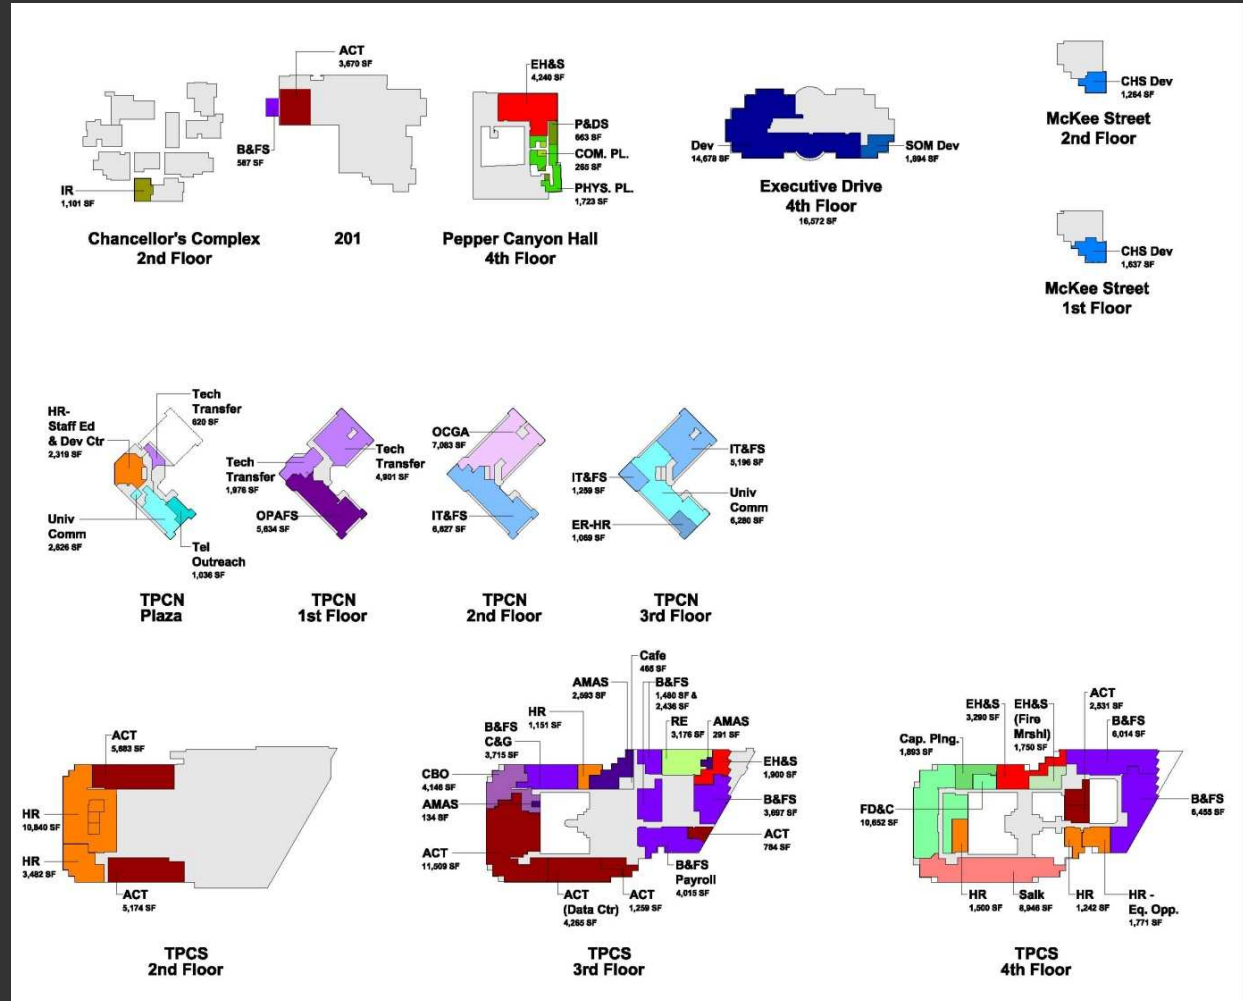 ACT
3,670 SF
B&FS
587 SF
IR
1,101 SF
Chancellor's Complex
2nd Floor
201
EH&S
4,240 SF
P&DS
663 SF
COM. PL.
265 SF
PHYS. PL.
1,723 SF
Pepper Canyon Hall
4th Floor
Dev
14,678 SF
SOM Dev
1,894 SF
Executive Drive
4th Floor
16,572 SF
CHS Dev
1,264 SF
McKee Street
2nd Floor
CHS Dev
1,637 SF
McKee Street
1st Floor
HR-
Staff Ed
& Dev Ctr
2,319 SF
Tech
Transfer
620 SF
Univ
Comm
2,826 SF
Tel
Outreach
1,036 SF
TPCN
Plaza
Tech
Transfer
1,976 SF
Tech
Transfer
4,901 SF
OPAFS
5,634 SF
TPCN
1st Floor
OCGA
7,083 SF
IT&FS
6,627 SF
TPCN
2nd Floor
IT&FS
5,196 SF
IT&FS
1,259 SF
Univ
Comm
6,280 SF
ER-HR
1,069 SF
TPCN
3rd Floor
ACT
5,683 SF
HR
10,840 SF
HR
3,482 SF
ACT
5,174 SF
TPCS
2nd Floor
Cafe
465 SF
AMAS
2,593 SF
B&FS
1,480 SF &
2,436 SF
HR
1,151 SF
RE
3,176 SF
AMAS
291 SF
B&FS
C&G
3,715 SF
EH&S
1,900 SF
CBO
4,146 SF
AMAS
134 SF
B&FS
3,697 SF
ACT
784 SF
ACT
11,509 SF
B&FS
Payroll
4,015 SF
ACT
(Data Ctr)
4,265 SF
ACT
1,259 SF
TPCS
3rd Floor
ACT
2,531 SF
EH&S
3,290 SF
EH&S
(Fire
Mrshl)
1,750 SF
B&FS
6,014 SF
Cap. Plng.
1,893 SF
B&FS
6,455 SF
FD&C
10,652 SF
HR
1,500 SF
Salk
8,946 SF
HR
1,242 SF
HR -
Eq. Opp.
1,771 SF
TPCS
4th Floor